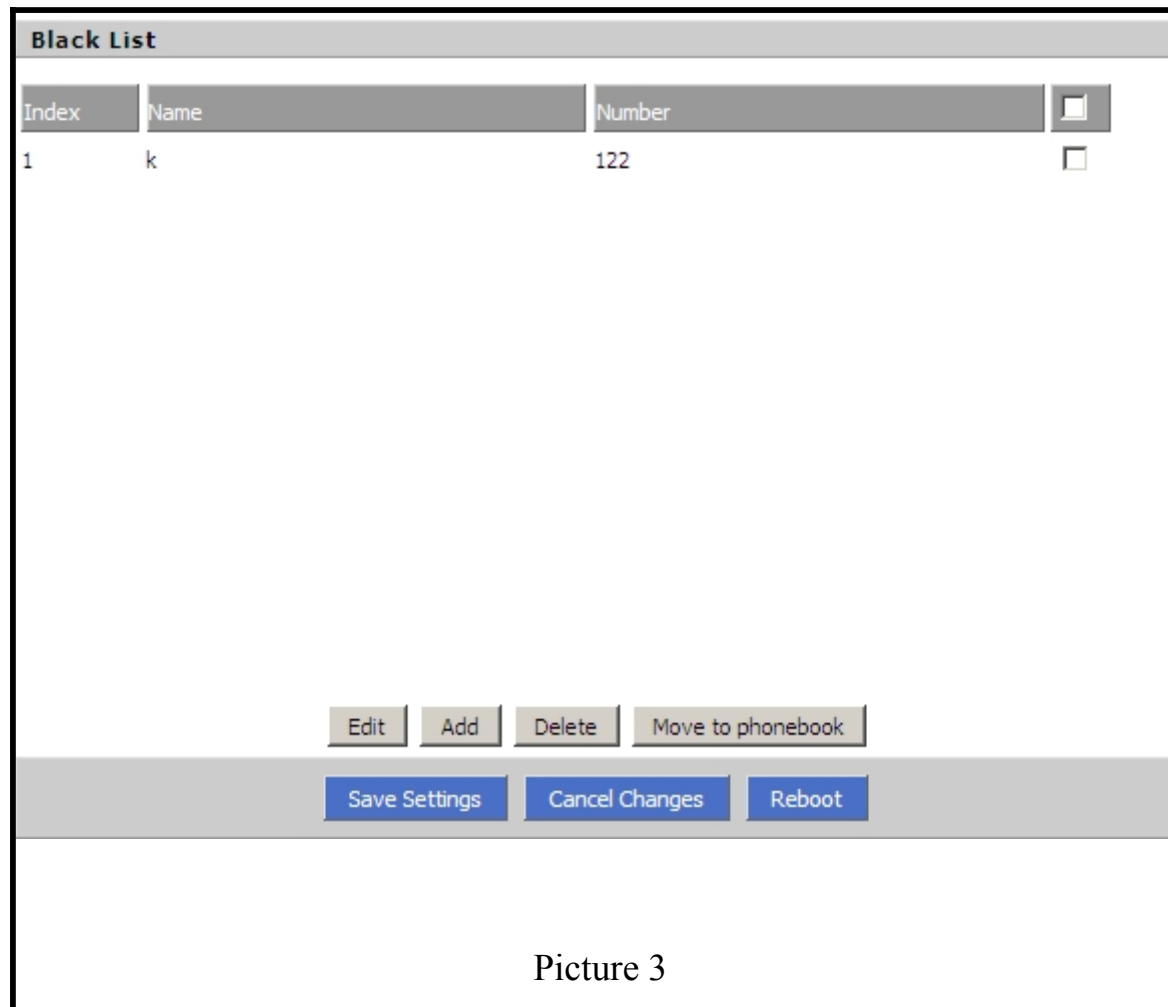 Black List
Index Name Number
1 k 122
Edit Add Delete Move to phonebook
Save Settings Cancel Changes Reboot
Picture 3